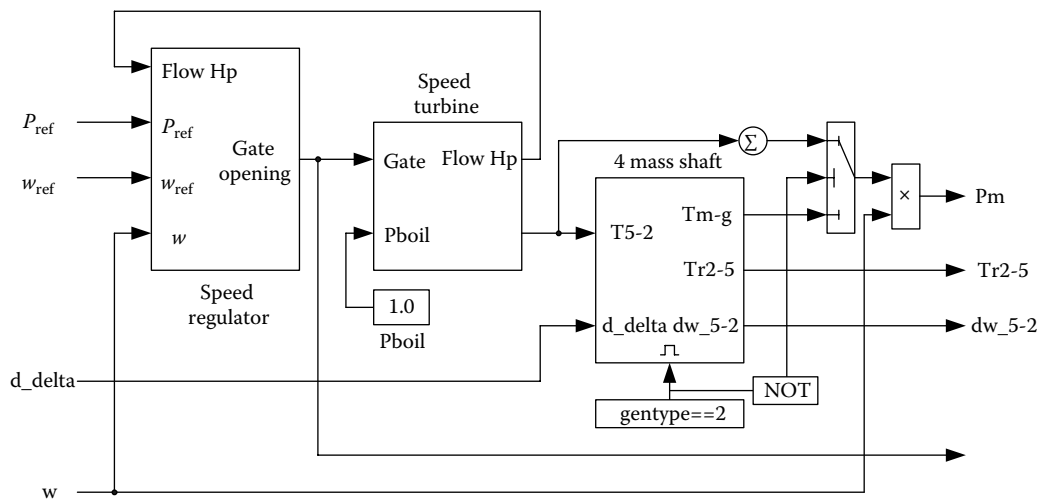 Flow Hp
P_ref
P_ref
w_ref
w_ref
w
Gate
opening
Speed
regulator
Speed
turbine
Gate
Flow Hp
Pboil
1.0
Pboil
4 mass shaft
T5-2
Tm-g
Tr2-5
d_delta dw_5-2
gentype==2
NOT
Σ
×
Pm
Tr2-5
dw_5-2
d_delta
w